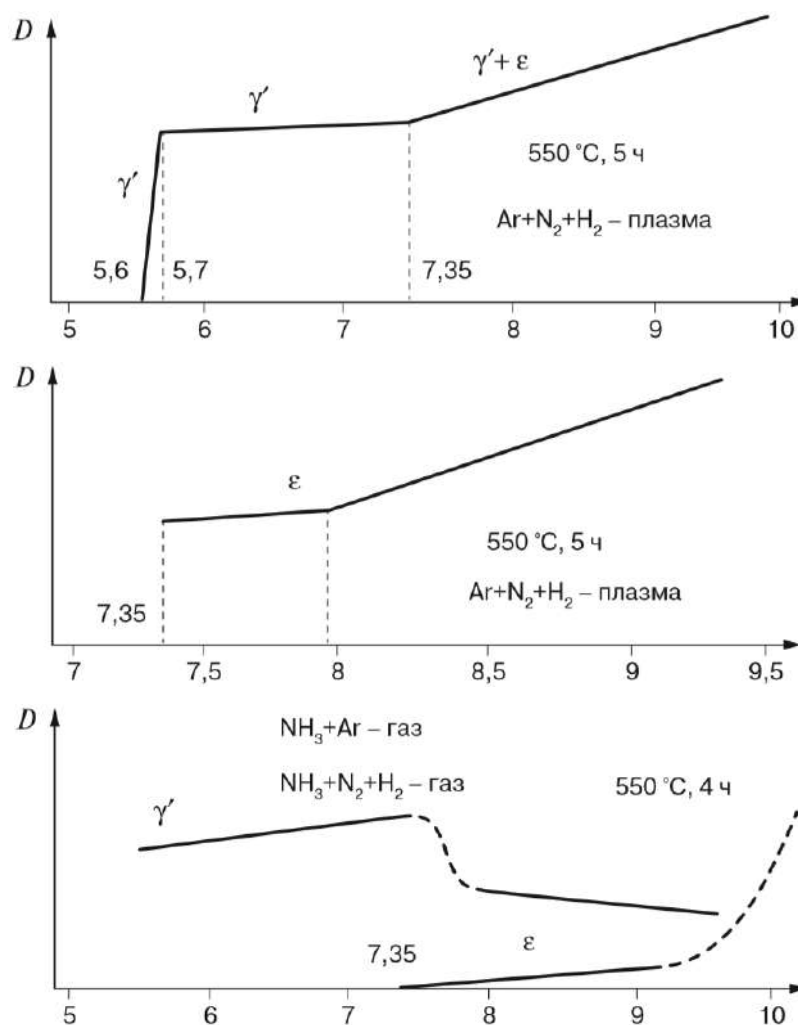 D
γ′ + ε
γ′
550 °C, 5 ч
γ′
Ar+N₂+H₂ – плазма
5,6 5,7 7,35
5 6 7 8 9 10
D
ε
550 °C, 5 ч
7,35
Ar+N₂+H₂ – плазма
7 7,5 8 8,5 9 9,5
D
NH₃+Ar – газ
NH₃+N₂+H₂ – газ
550 °C, 4 ч
γ′
7,35
ε
5 6 7 8 9 10